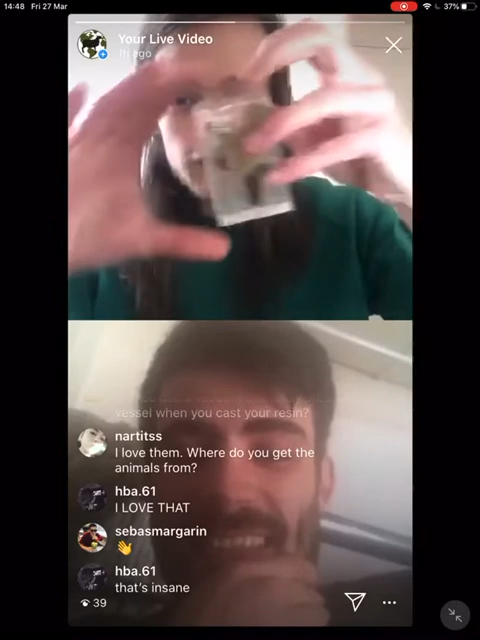 14:48 Fri 27 Mar
37%
Your Live Video
1h ago
vessel when you cast your resin?
nartitss
I love them. Where do you get the
animals from?
hba.61
I LOVE THAT
sebasmargarin
👋
hba.61
that's insane
39